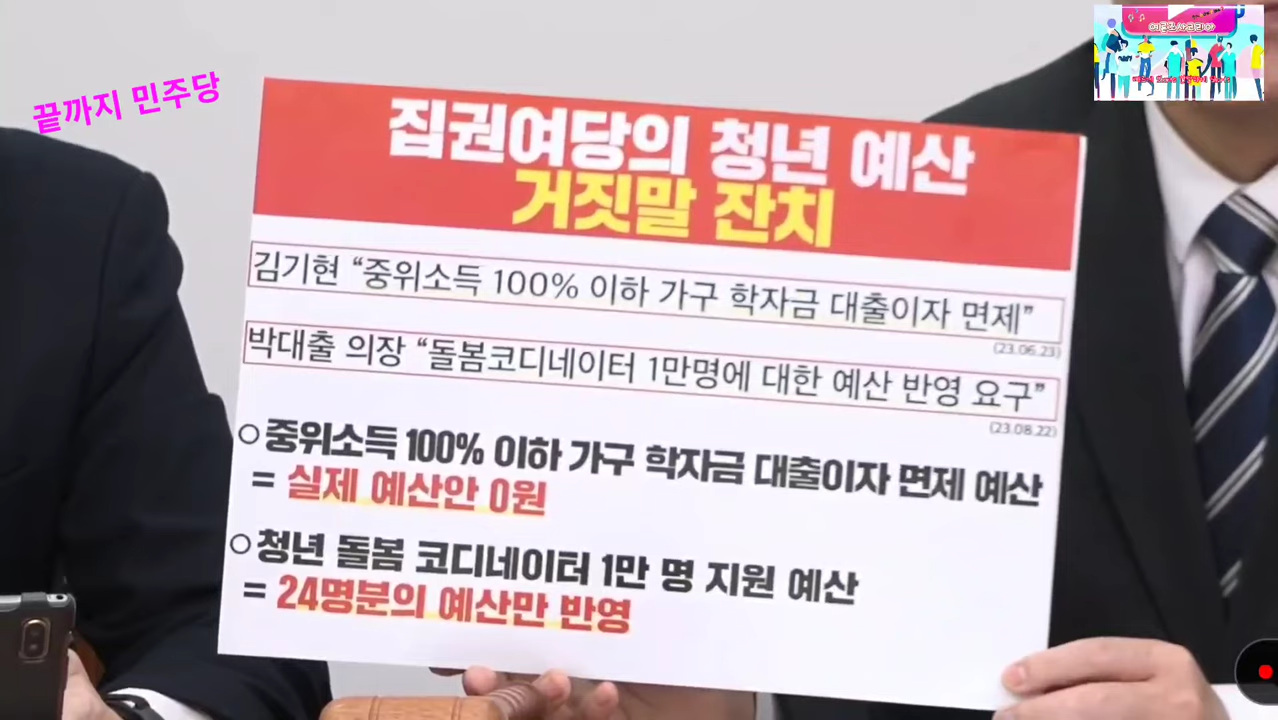 끝까지 민주당
집권여당의 청년 예산
거짓말 잔치
김기현 “중위소득 100% 이하 가구 학자금 대출이자 면제”
(23.06.23)
박대출 의장 “돌봄코디네이터 1만명에 대한 예산 반영 요구”
(23.08.22)
○ 중위소득 100% 이하 가구 학자금 대출이자 면제 예산
= 실제 예산안 0원
○ 청년 돌봄 코디네이터 1만 명 지원 예산
= 24명분의 예산만 반영